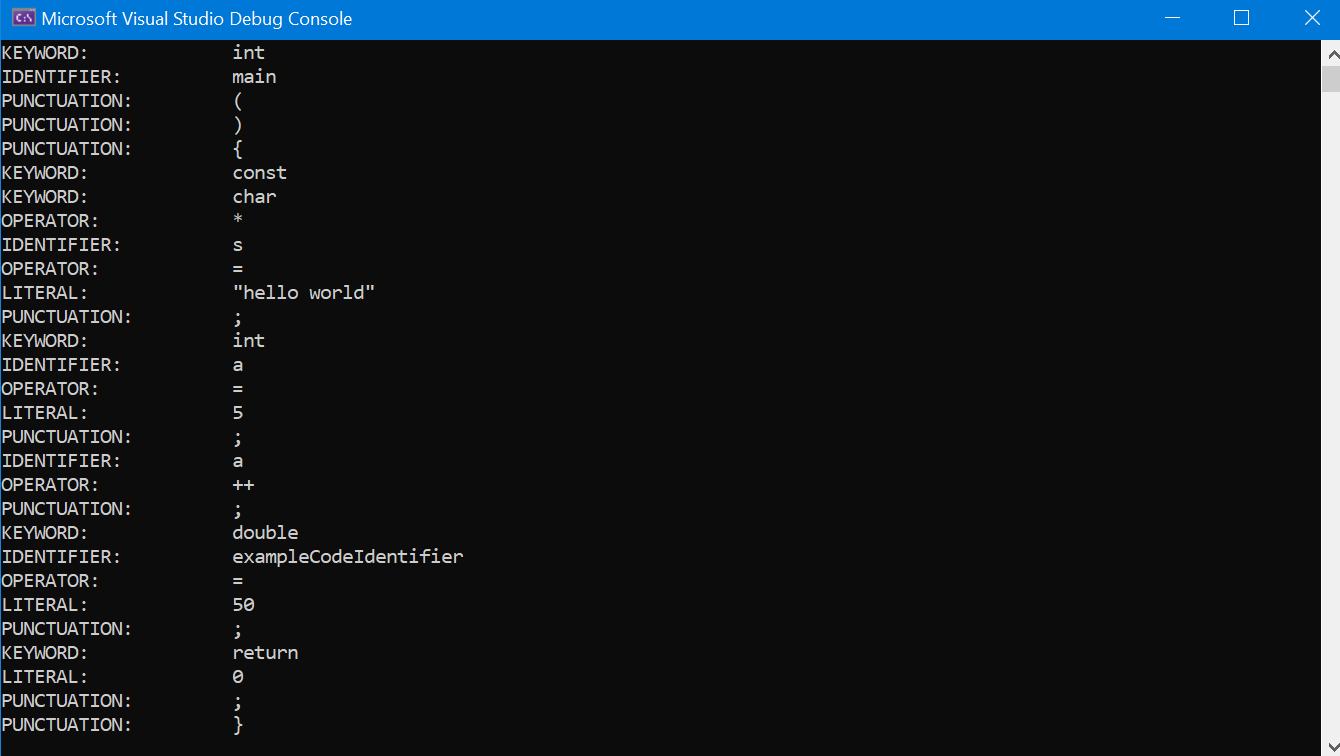 Microsoft Visual Studio Debug Console
KEYWORD: int
IDENTIFIER: main
PUNCTUATION: (
PUNCTUATION: )
PUNCTUATION: {
KEYWORD: const
KEYWORD: char
OPERATOR: *
IDENTIFIER: s
OPERATOR: =
LITERAL: "hello world"
PUNCTUATION: ;
KEYWORD: int
IDENTIFIER: a
OPERATOR: =
LITERAL: 5
PUNCTUATION: ;
IDENTIFIER: a
OPERATOR: ++
PUNCTUATION: ;
KEYWORD: double
IDENTIFIER: exampleCodeIdentifier
OPERATOR: =
LITERAL: 50
PUNCTUATION: ;
KEYWORD: return
LITERAL: 0
PUNCTUATION: ;
PUNCTUATION: }